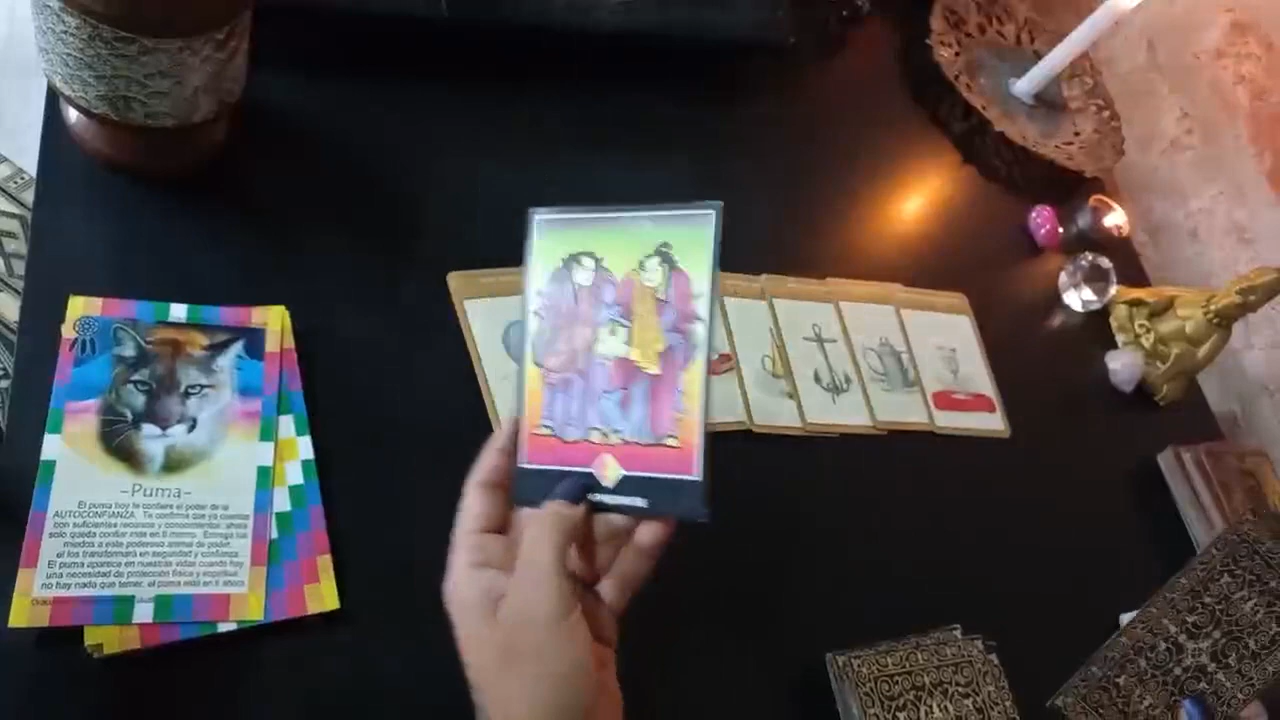 -Puma-
El puma hoy te confiere el poder de la
AUTOCONFIANZA. Te confirma que ya cuentas
con suficientes recursos y conocimientos, ahora
solo queda confiar más en ti mismo. Entrega tus
miedos a este poderoso animal de poder,
el los transformará en seguridad y confianza.
El puma aparece en nuestras vidas cuando hay
una necesidad de protección física y espiritual,
no hay nada que temer, el puma está en ti ahora